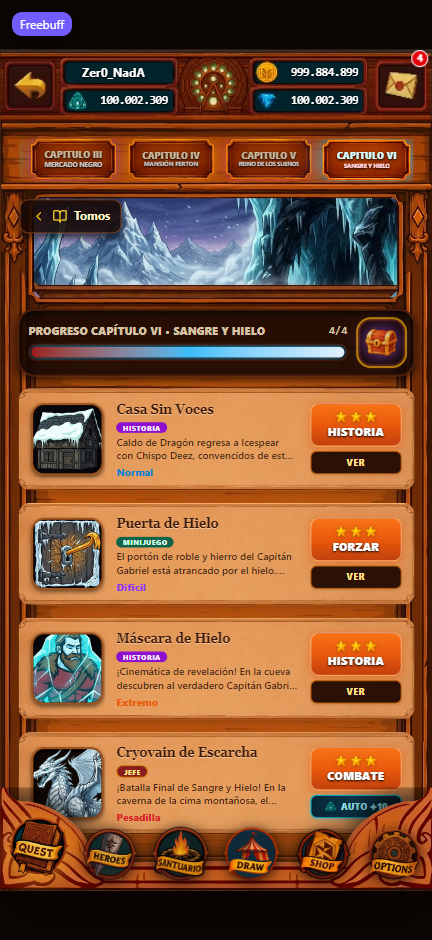 Freebuff
Zer0_NadA
999.884.899
4
100.002.309
100.002.309
CAPITULO III
MERCADO NEGRO
CAPITULO IV
MANSIÓN FERTON
CAPITULO V
REINO DE LOS SUEÑOS
CAPITULO VI
SANGRE Y HIELO
Tomos
PROGRESO CAPÍTULO VI - SANGRE Y HIELO
4/4
Casa Sin Voces
HISTORIA
Caldo de Dragón regresa a Icespear
con Chispo Deez, convencidos de est...
Normal
HISTORIA
VER
Puerta de Hielo
MINIJUEGO
El portón de roble y hierro del Capitán
Gabriel está atrancado por el hielo....
Difícil
FORZAR
VER
Máscara de Hielo
HISTORIA
¡Cinemática de revelación! En la cueva
descubren al verdadero Capitán Gabri...
Extremo
HISTORIA
VER
Cryovain de Escarcha
JEFE
¡Batalla Final de Sangre y Hielo! En la
caverna de la cima montañosa, el...
Pesadilla
COMBATE
AUTO +10
QUEST
HEROES
SANTUARIO
DRAW
SHOP
OPTIONS